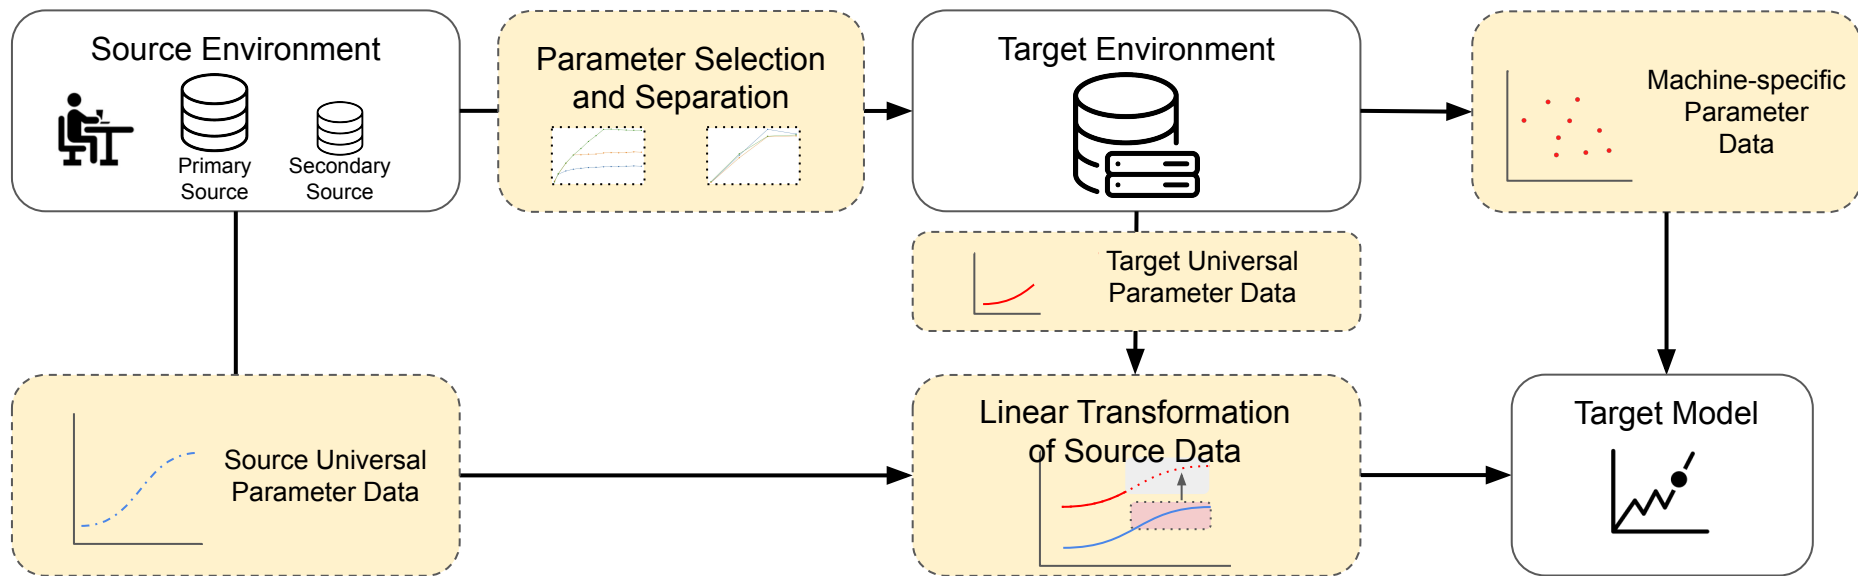 Source Environment
Primary
Source
Secondary
Source
Parameter Selection
and Separation
Target Environment
Machine-specific
Parameter
Data
Target Universal
Parameter Data
Source Universal
Parameter Data
Linear Transformation
of Source Data
Target Model